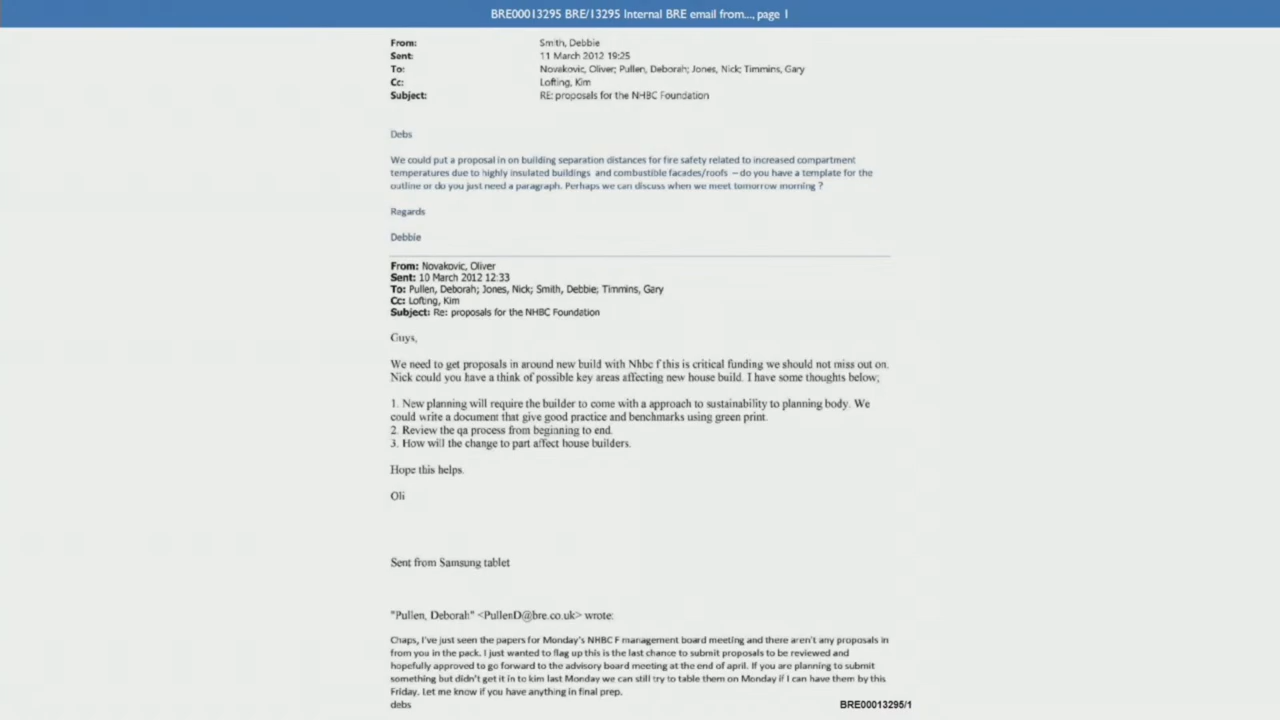 BRE00013295 BRE/13295 Internal BRE email from..., page 1
From: Smith, Debbie
Sent: 11 March 2012 19:25
To: Novakovic, Oliver; Pullen, Deborah; Jones, Nick; Timmins, Gary
Cc: Lofting, Kim
Subject: RE: proposals for the NHBC Foundation
Debs
We could put a proposal in on building separation distances for fire safety related to increased compartment
temperatures due to highly insulated buildings and combustible facades/roofs – do you have a template for the
outline or do you just need a paragraph. Perhaps we can discuss when we meet tomorrow morning ?
Regards
Debbie
From: Novakovic, Oliver
Sent: 10 March 2012 12:33
To: Pullen, Deborah; Jones, Nick; Smith, Debbie; Timmins, Gary
Cc: Lofting, Kim
Subject: Re: proposals for the NHBC Foundation
Guys,
We need to get proposals in around new build with Nhbc f this is critical funding we should not miss out on.
Nick could you have a think of possible key areas affecting new house build. I have some thoughts below;
1. New planning will require the builder to come with a approach to sustainability to planning body. We
could write a document that give good practice and benchmarks using green print.
2. Review the qa process from beginning to end.
3. How will the change to part affect house builders.
Hope this helps.
Oli
Sent from Samsung tablet
"Pullen, Deborah" <PullenD@bre.co.uk> wrote:
Chaps, I've just seen the papers for Monday's NHBC F management board meeting and there aren't any proposals in
from you in the pack. I just wanted to flag up this is the last chance to submit proposals to be reviewed and
hopefully approved to go forward to the advisory board meeting at the end of april. If you are planning to submit
something but didn't get it in to kim last Monday we can still try to table them on Monday if I can have them by this
Friday. Let me know if you have anything in final prep.
debs
BRE00013295/1